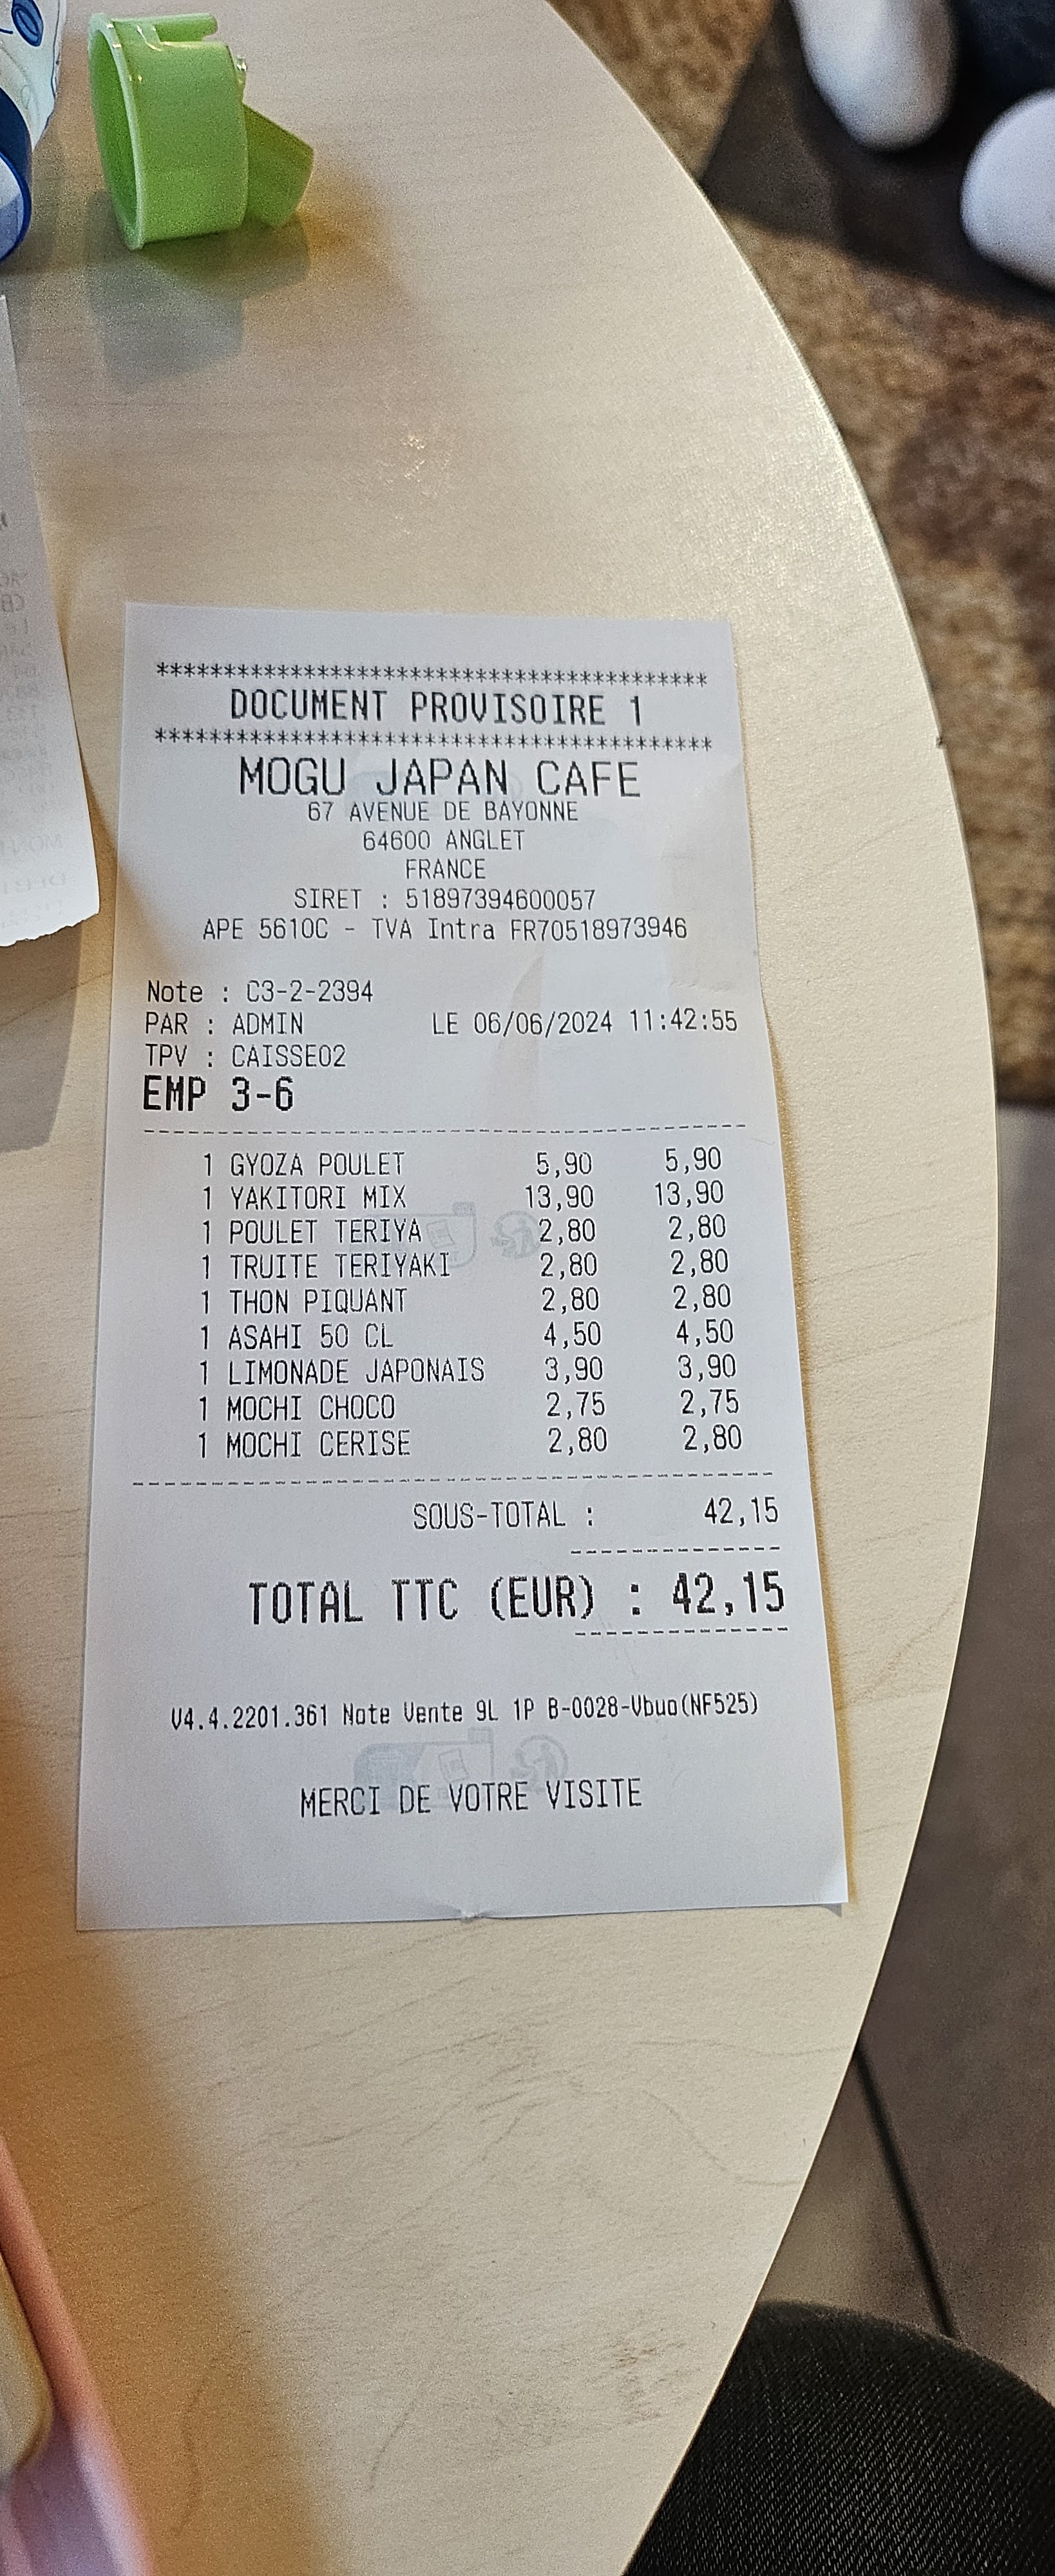 ****************************************
DOCUMENT PROVISOIRE 1
****************************************
MOGU JAPAN CAFE
67 AVENUE DE BAYONNE
64600 ANGLET
FRANCE
SIRET : 51897394600057
APE 5610C - TVA Intra FR70518973946
Note : C3-2-2394
PAR : ADMIN LE 06/06/2024 11:42:55
TPV : CAISSE02
EMP 3-6
1 GYOZA POULET 5,90 5,90
1 YAKITORI MIX 13,90 13,90
1 POULET TERIYA 2,80 2,80
1 TRUITE TERIYAKI 2,80 2,80
1 THON PIQUANT 2,80 2,80
1 ASAHI 50 CL 4,50 4,50
1 LIMONADE JAPONAIS 3,90 3,90
1 MOCHI CHOCO 2,75 2,75
1 MOCHI CERISE 2,80 2,80
SOUS-TOTAL : 42,15
TOTAL TTC (EUR) : 42,15
V4.4.2201.361 Note Vente 9L 1P B-0028-Vbuo(NF525)
MERCI DE VOTRE VISITE